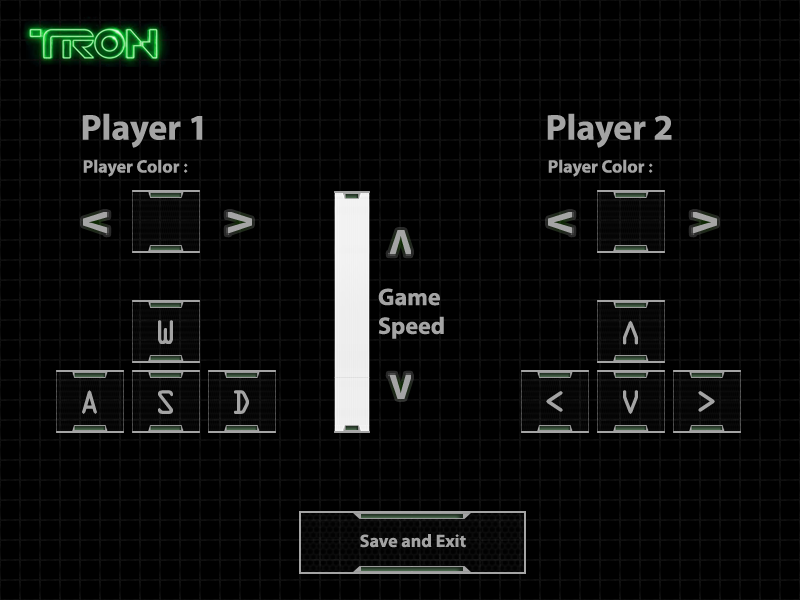 TRON
Player 1
Player Color :
< >
W
A S D
Λ
Game
Speed
V
Player 2
Player Color :
< >
Λ
< V >
Save and Exit